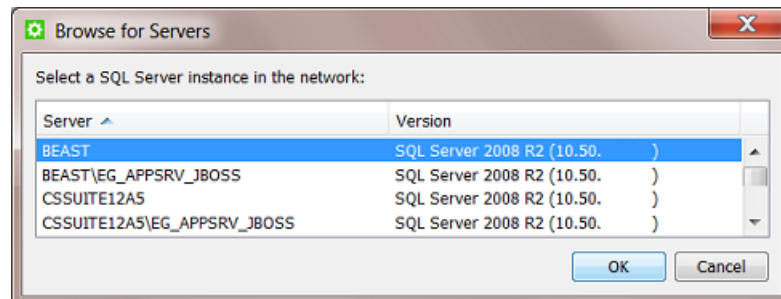 Browse for Servers
X
Select a SQL Server instance in the network:
Server Version
BEAST SQL Server 2008 R2 (10.50. )
BEAST\EG_APPSRV_JBOSS SQL Server 2008 R2 (10.50. )
CSSUITE12A5 SQL Server 2008 R2 (10.50. )
CSSUITE12A5\EG_APPSRV_JBOSS SQL Server 2008 R2 (10.50. )
OK Cancel